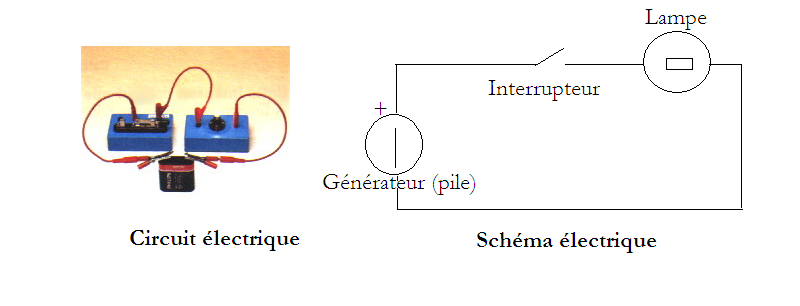 Lampe
Interrupteur
+
Générateur (pile)
Circuit électrique
Schéma électrique